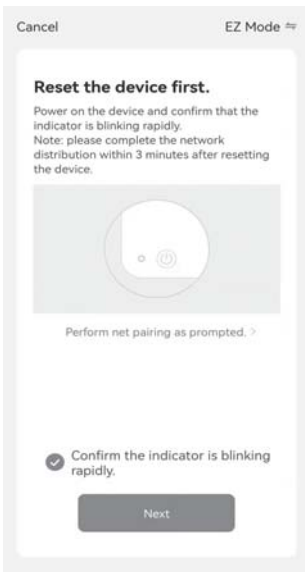 Cancel
EZ Mode
Reset the device first.
Power on the device and confirm that the
indicator is blinking rapidly.
Note: please complete the network
distribution within 3 minutes after resetting
the device.
Perform net pairing as prompted. >
Confirm the indicator is blinking
rapidly.
Next